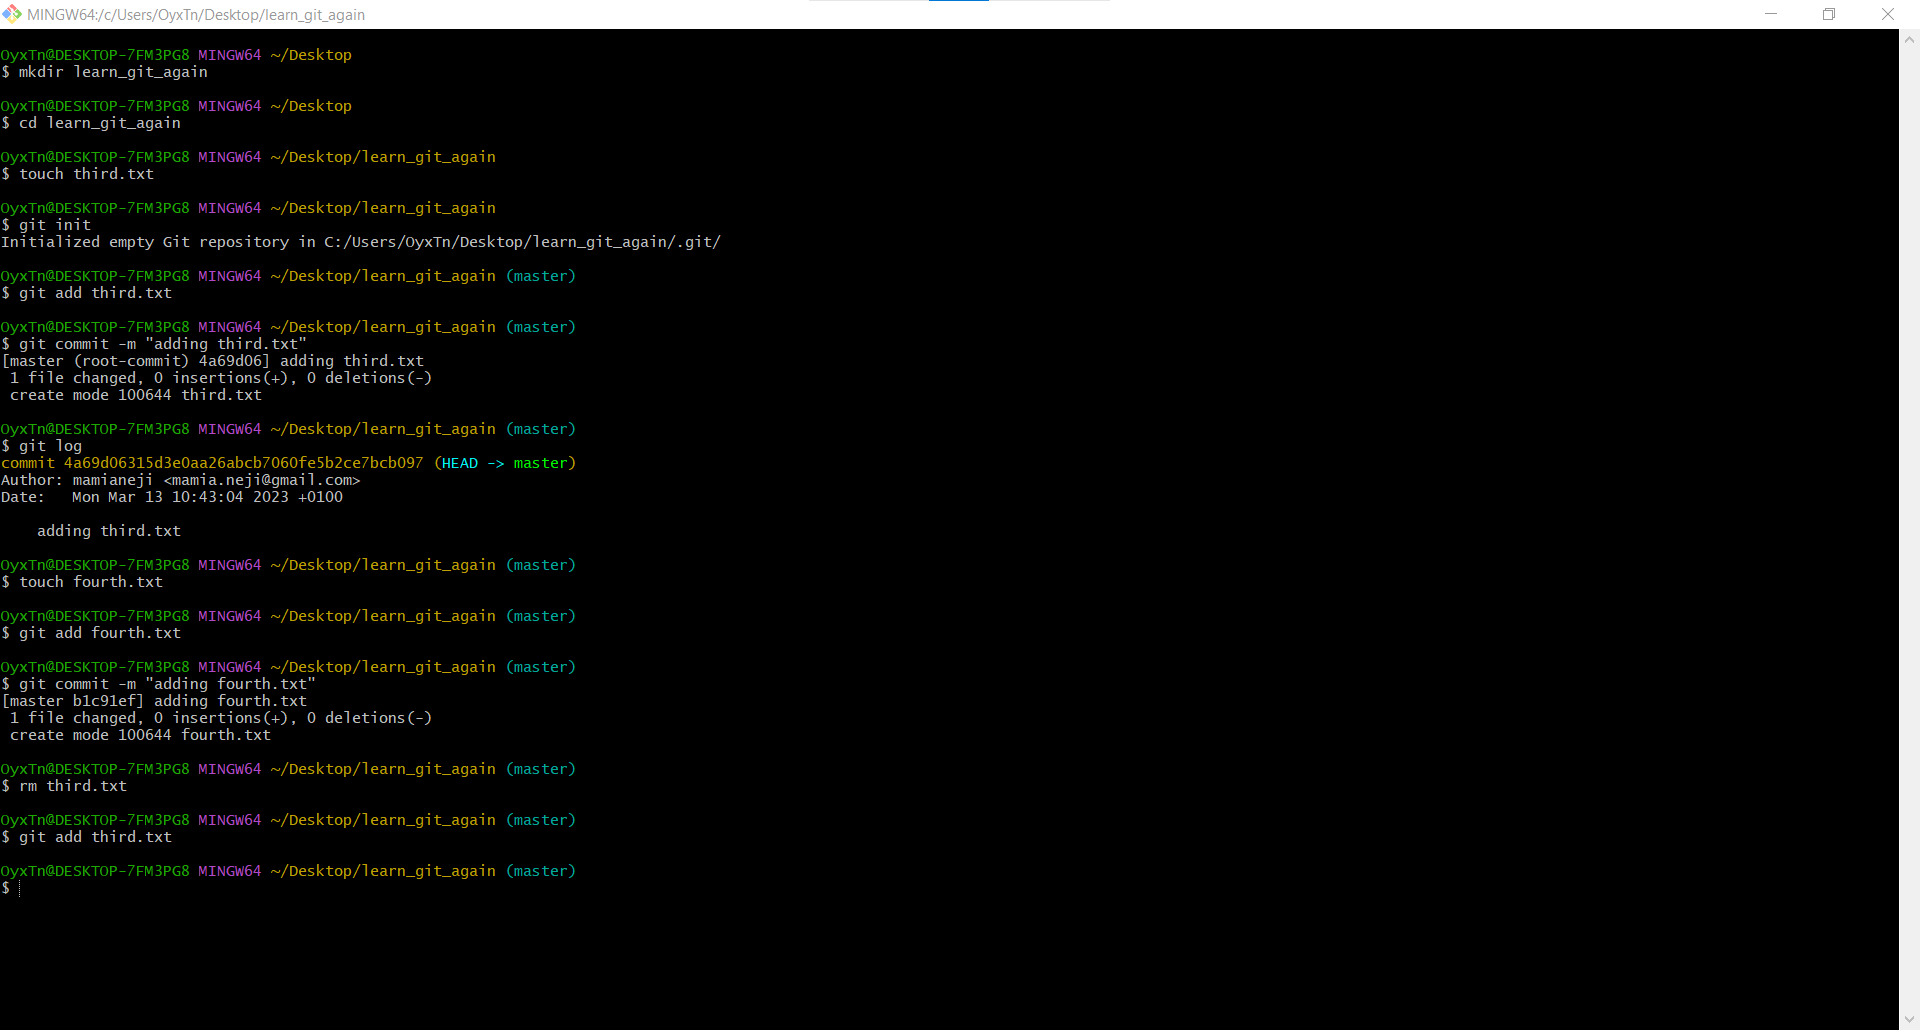 MINGW64:/c/Users/OyxTn/Desktop/learn_git_again
OyxTn@DESKTOP-7FM3PG8 MINGW64 ~/Desktop
$ mkdir learn_git_again
OyxTn@DESKTOP-7FM3PG8 MINGW64 ~/Desktop
$ cd learn_git_again
OyxTn@DESKTOP-7FM3PG8 MINGW64 ~/Desktop/learn_git_again
$ touch third.txt
OyxTn@DESKTOP-7FM3PG8 MINGW64 ~/Desktop/learn_git_again
$ git init
Initialized empty Git repository in C:/Users/OyxTn/Desktop/learn_git_again/.git/
OyxTn@DESKTOP-7FM3PG8 MINGW64 ~/Desktop/learn_git_again (master)
$ git add third.txt
OyxTn@DESKTOP-7FM3PG8 MINGW64 ~/Desktop/learn_git_again (master)
$ git commit -m "adding third.txt"
[master (root-commit) 4a69d06] adding third.txt
 1 file changed, 0 insertions(+), 0 deletions(-)
 create mode 100644 third.txt
OyxTn@DESKTOP-7FM3PG8 MINGW64 ~/Desktop/learn_git_again (master)
$ git log
commit 4a69d06315d3e0aa26abcb7060fe5b2ce7bcb097 (HEAD -> master)
Author: mamianeji <mamia.neji@gmail.com>
Date:   Mon Mar 13 10:43:04 2023 +0100
    adding third.txt
OyxTn@DESKTOP-7FM3PG8 MINGW64 ~/Desktop/learn_git_again (master)
$ touch fourth.txt
OyxTn@DESKTOP-7FM3PG8 MINGW64 ~/Desktop/learn_git_again (master)
$ git add fourth.txt
OyxTn@DESKTOP-7FM3PG8 MINGW64 ~/Desktop/learn_git_again (master)
$ git commit -m "adding fourth.txt"
[master b1c91ef] adding fourth.txt
 1 file changed, 0 insertions(+), 0 deletions(-)
 create mode 100644 fourth.txt
OyxTn@DESKTOP-7FM3PG8 MINGW64 ~/Desktop/learn_git_again (master)
$ rm third.txt
OyxTn@DESKTOP-7FM3PG8 MINGW64 ~/Desktop/learn_git_again (master)
$ git add third.txt
OyxTn@DESKTOP-7FM3PG8 MINGW64 ~/Desktop/learn_git_again (master)
$